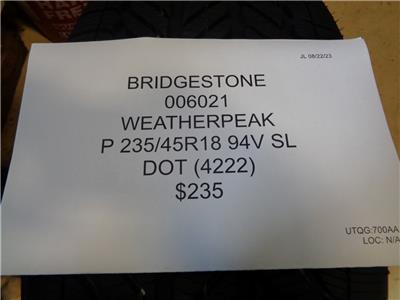 JL 08/22/23
BRIDGESTONE
006021
WEATHERPEAK
P 235/45R18 94V SL
DOT (4222)
$235
UTQG:700AA
LOC: N/A